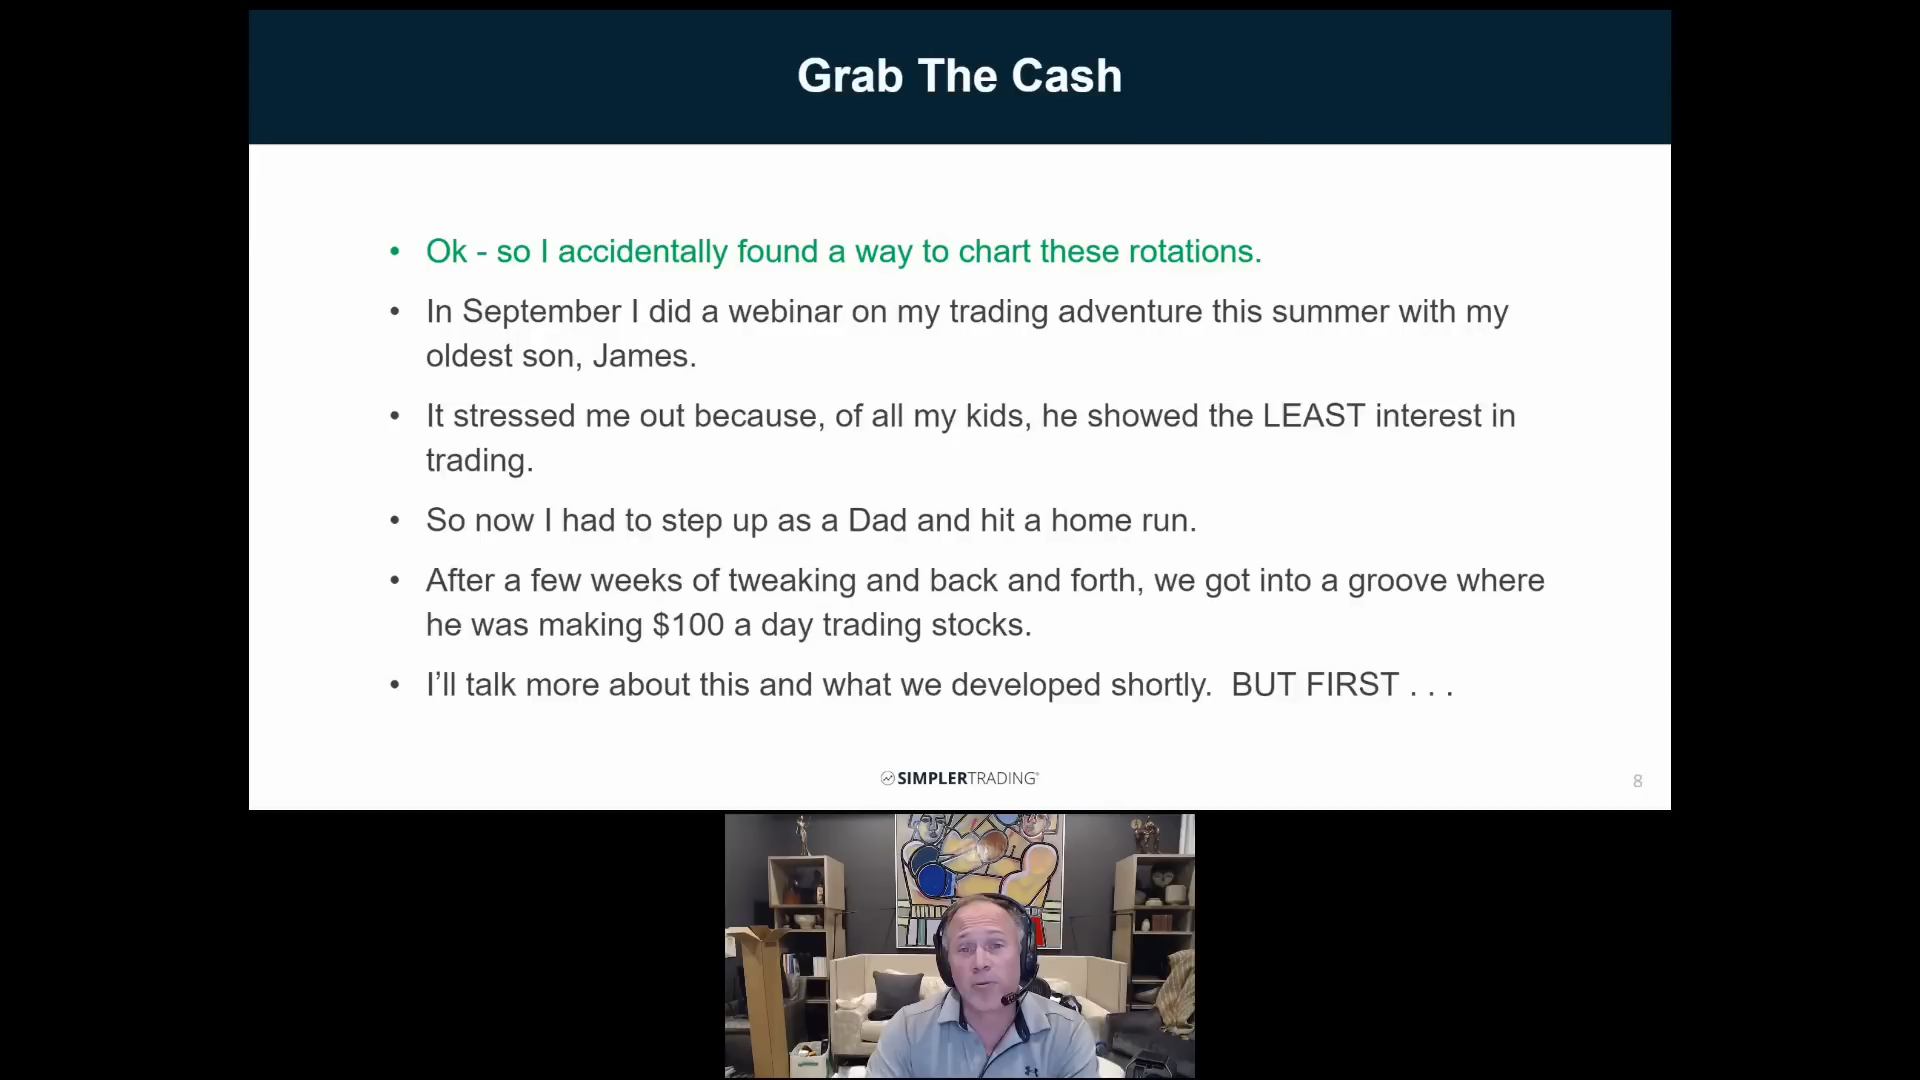 Grab The Cash
• Ok - so I accidentally found a way to chart these rotations.
• In September I did a webinar on my trading adventure this summer with my
oldest son, James.
• It stressed me out because, of all my kids, he showed the LEAST interest in
trading.
• So now I had to step up as a Dad and hit a home run.
• After a few weeks of tweaking and back and forth, we got into a groove where
he was making $100 a day trading stocks.
• I’ll talk more about this and what we developed shortly.  BUT FIRST . . .
SIMPLERTRADING®
8